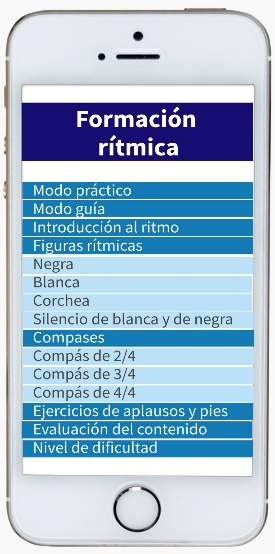 Formación
rítmica
Modo práctico
Modo guía
Introducción al ritmo
Figuras rítmicas
Negra
Blanca
Corchea
Silencio de blanca y de negra
Compases
Compás de 2/4
Compás de 3/4
Compás de 4/4
Ejercicios de aplausos y pies
Evaluación del contenido
Nivel de dificultad